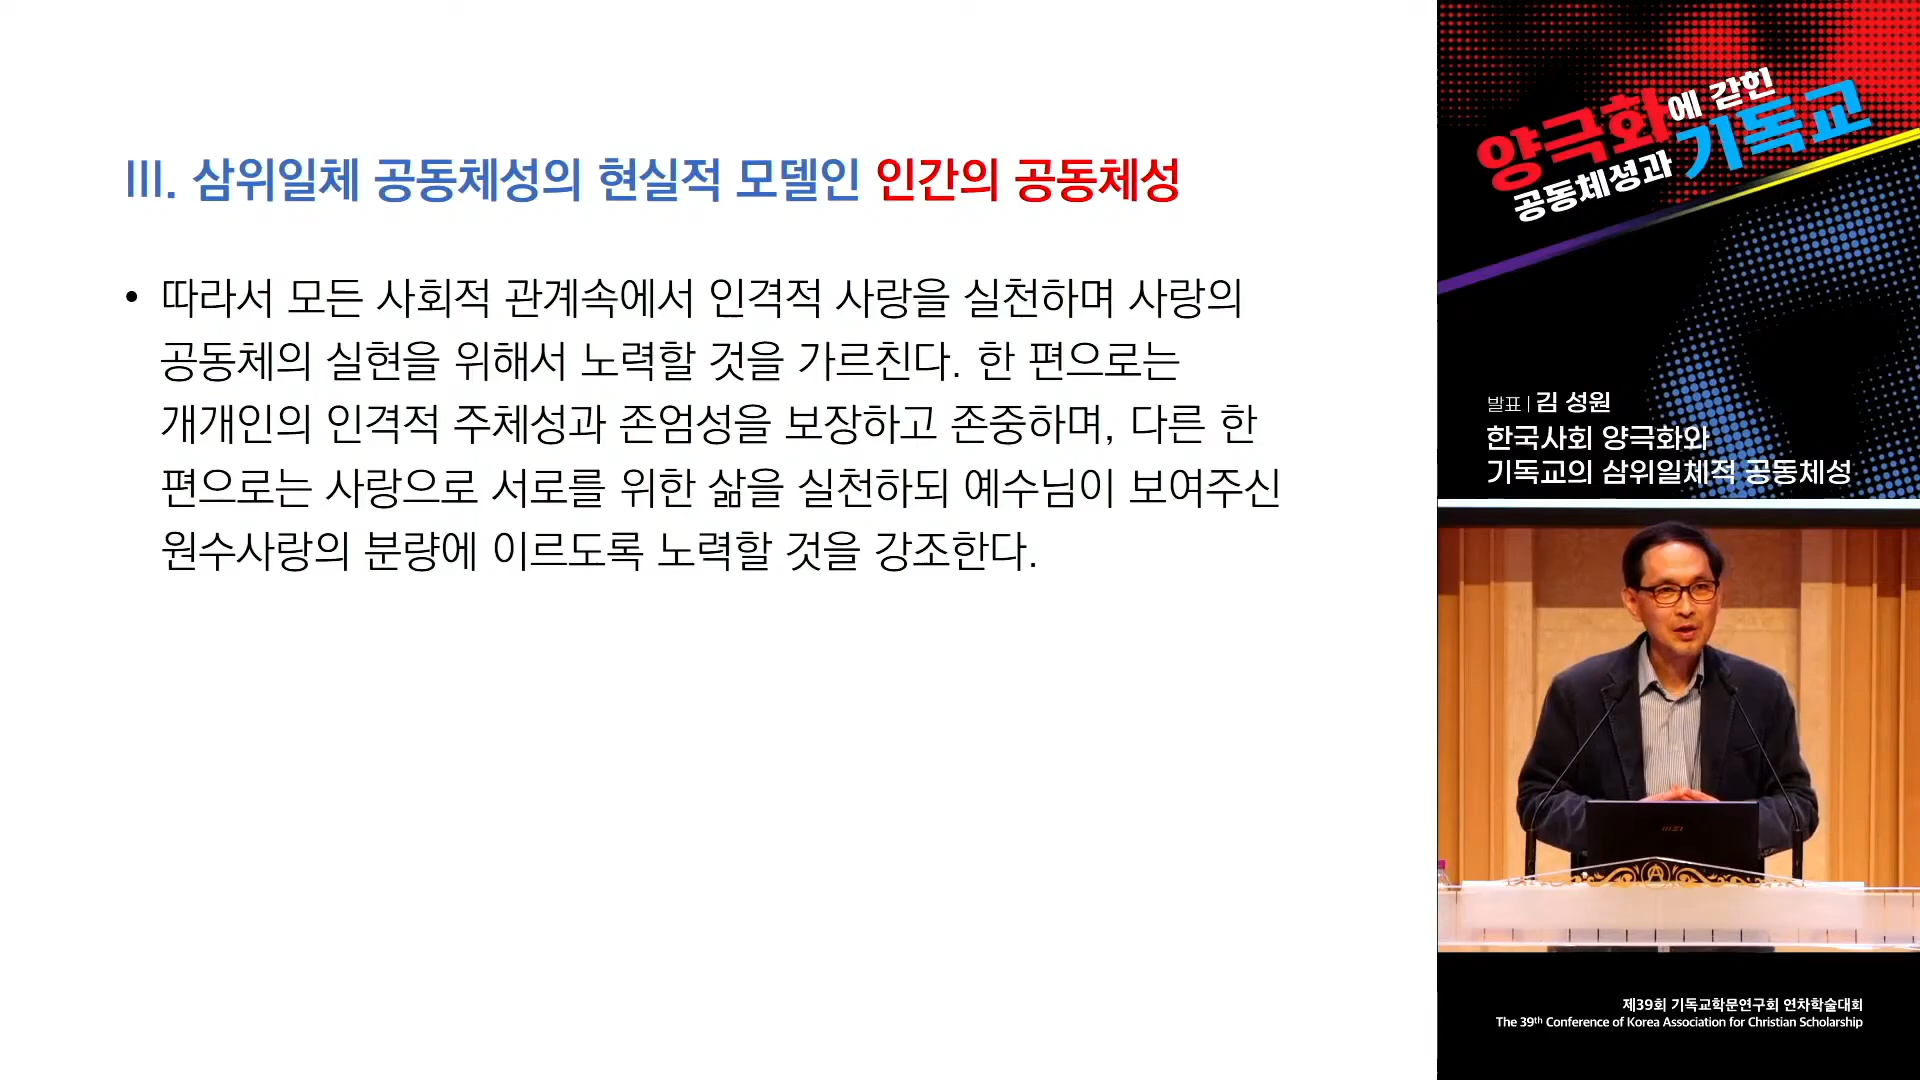 III. 삼위일체 공동체성의 현실적 모델인 인간의 공동체성
• 따라서 모든 사회적 관계속에서 인격적 사랑을 실천하며 사랑의
공동체의 실현을 위해서 노력할 것을 가르친다. 한 편으로는
개개인의 인격적 주체성과 존엄성을 보장하고 존중하며, 다른 한
편으로는 사랑으로 서로를 위한 삶을 실천하되 예수님이 보여주신
원수사랑의 분량에 이르도록 노력할 것을 강조한다.
양극화에 갇힌
공동체성과 기독교
발표 | 김 성원
한국사회 양극화와
기독교의 삼위일체적 공동체성
msi
제39회 기독교학문연구회 연차학술대회
The 39th Conference of Korea Association for Christian Scholarship